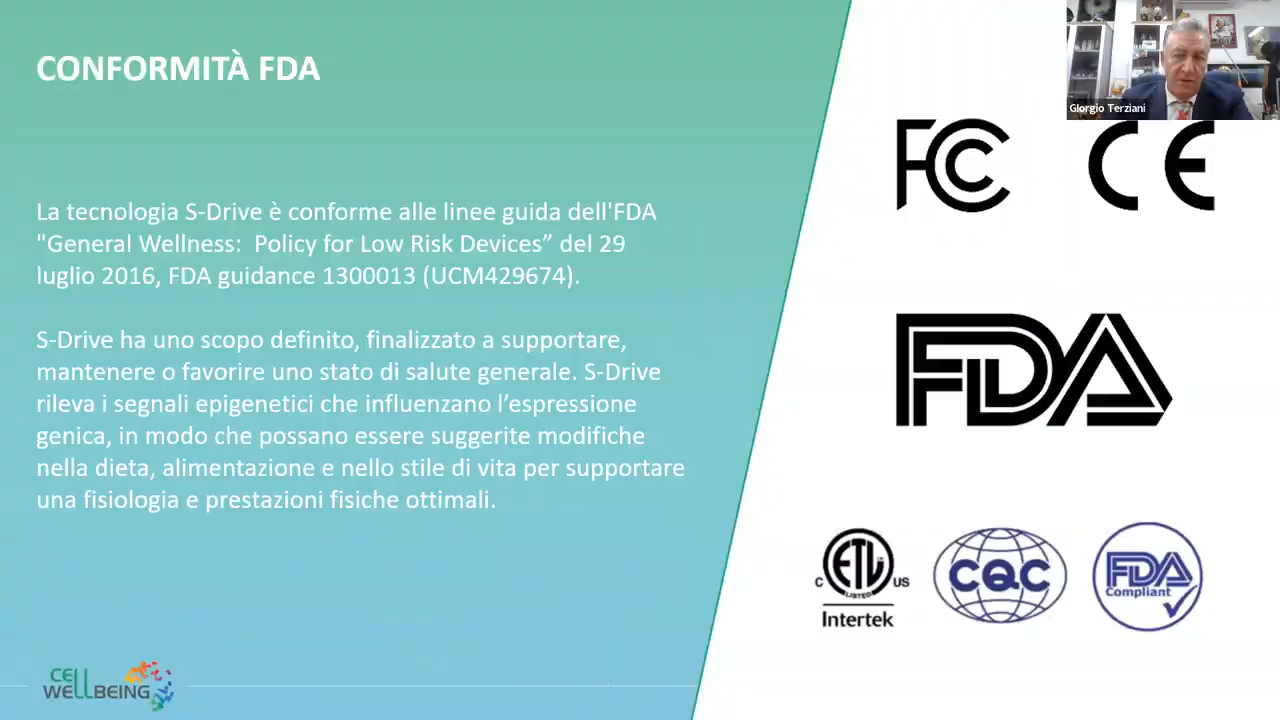 CONFORMITÀ FDA
Giorgio Terziani
FC CE
La tecnologia S-Drive è conforme alle linee guida dell'FDA
"General Wellness:  Policy for Low Risk Devices” del 29
luglio 2016, FDA guidance 1300013 (UCM429674).
FDA
S-Drive ha uno scopo definito, finalizzato a supportare,
mantenere o favorire uno stato di salute generale. S-Drive
rileva i segnali epigenetici che influenzano l’espressione
genica, in modo che possano essere suggerite modifiche
nella dieta, alimentazione e nello stile di vita per supportare
una fisiologia e prestazioni fisiche ottimali.
C ETL US
LISTED
Intertek
CQC
FDA
Compliant
CELLWELLBEING